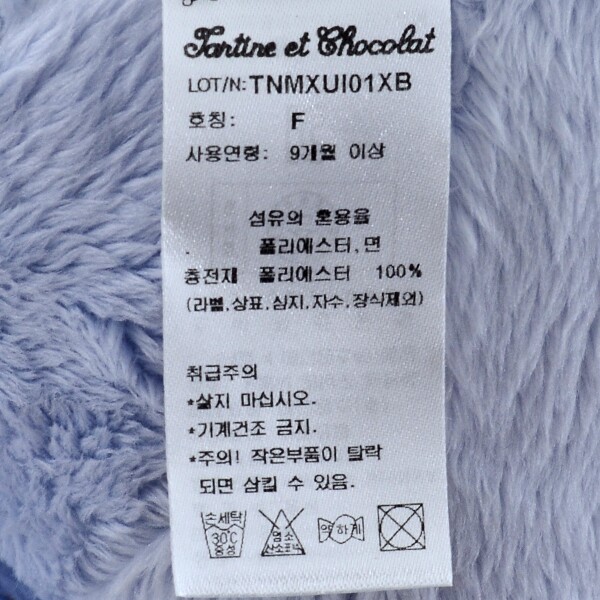 Tartine et Chocolat
LOT/N: TNMXUI01XB
호칭: F
사용연령: 9개월 이상
섬유의 혼용율
폴리에스터, 면
충전재 폴리에스터 100%
(라벨,상표,심지,자수,장식제외)
취급주의
*삶지 마십시오.
*기계건조 금지.
*주의! 작은부품이 탈락
되면 삼킬 수 있음.
손세탁 30℃ 중성
염소 산소표백
약하게